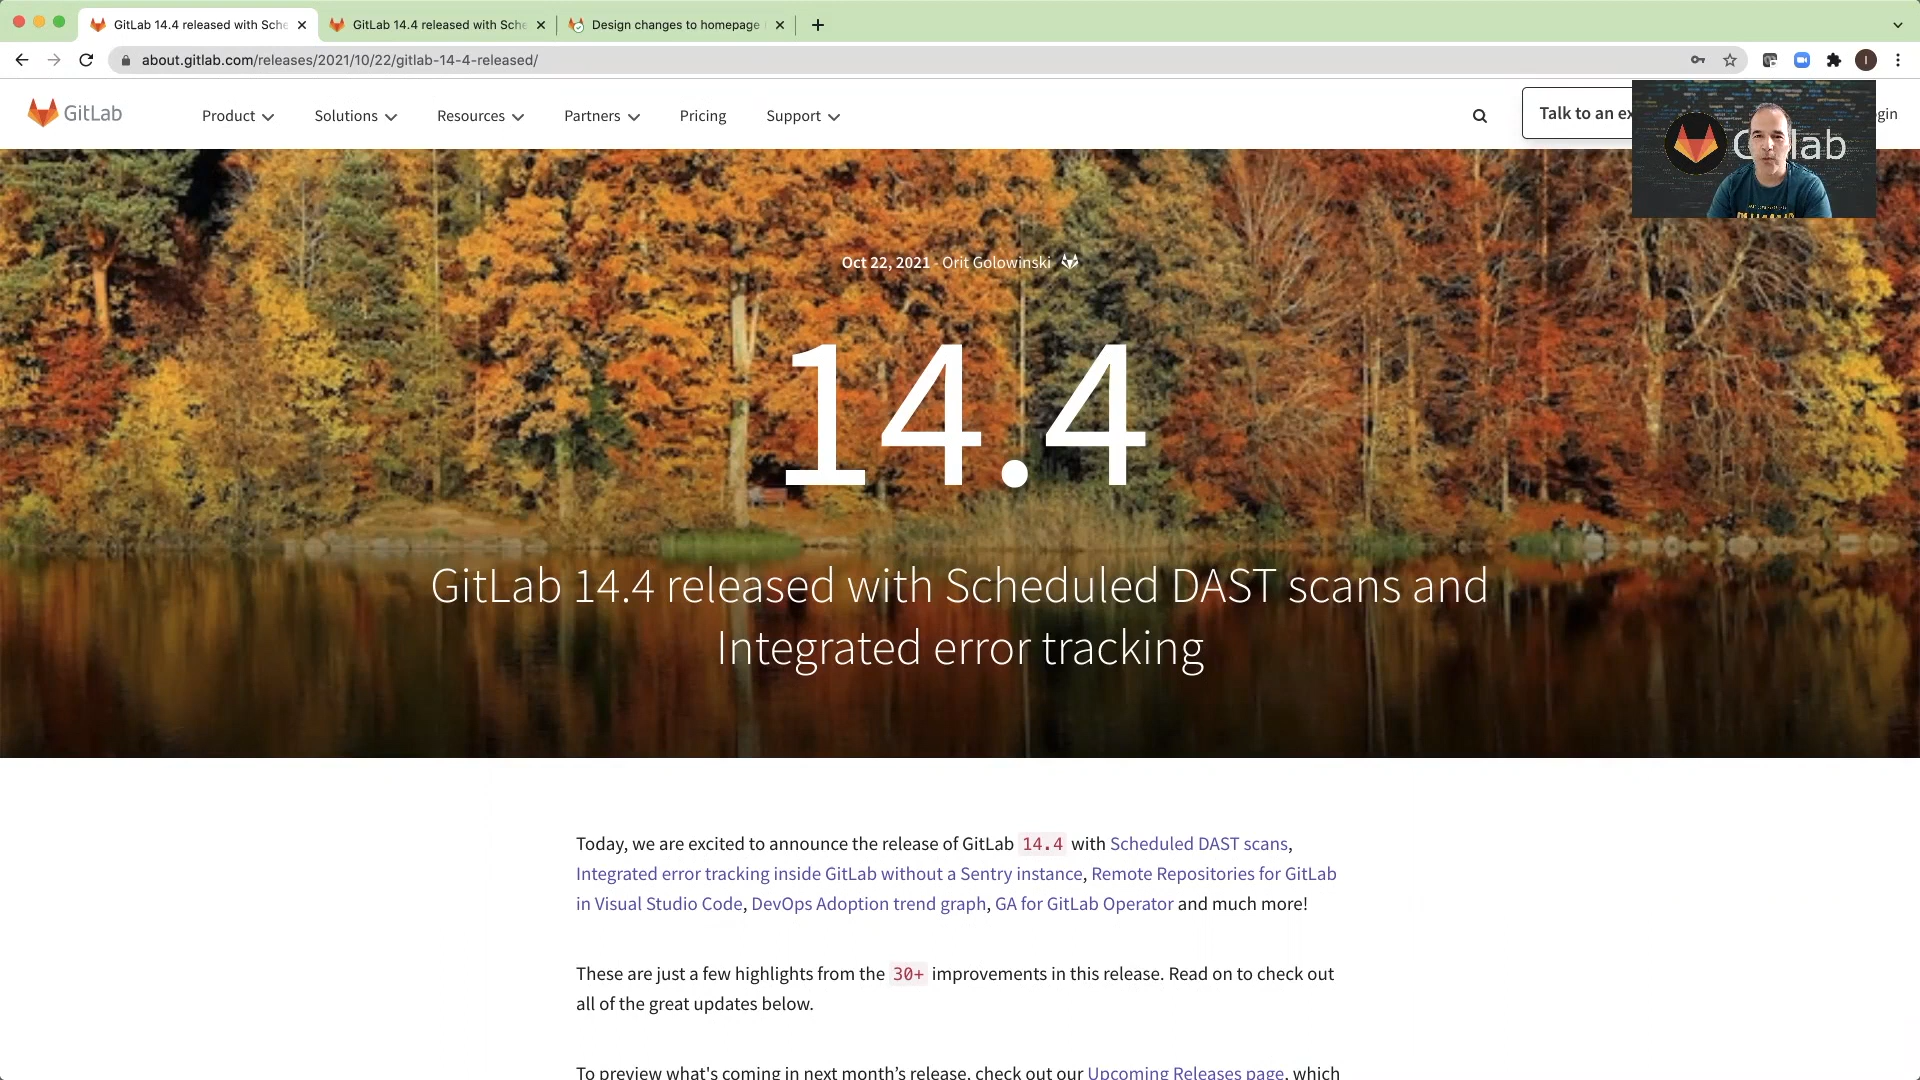 GitLab 14.4 released with Sche
GitLab 14.4 released with Sche
Design changes to homepage
about.gitlab.com/releases/2021/10/22/gitlab-14-4-released/
GitLab
Product
Solutions
Resources
Partners
Pricing
Support
Talk to an ex
gin
G lab
Oct 22, 2021 - Orit Golowinski
14.4
GitLab 14.4 released with Scheduled DAST scans and
Integrated error tracking
Today, we are excited to announce the release of GitLab 14.4 with Scheduled DAST scans,
Integrated error tracking inside GitLab without a Sentry instance, Remote Repositories for GitLab
in Visual Studio Code, DevOps Adoption trend graph, GA for GitLab Operator and much more!
These are just a few highlights from the 30+ improvements in this release. Read on to check out
all of the great updates below.
To preview what's coming in next month's release, check out our Upcoming Releases page, which